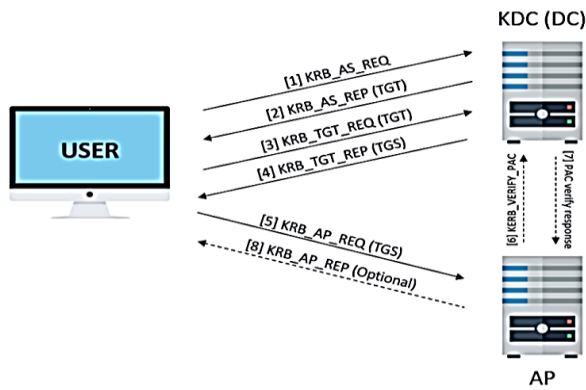 KDC (DC)
[1] KRB_AS_REQ
[2] KRB_AS_REP (TGT)
[3] KRB_TGT_REQ (TGT)
[4] KRB_TGT_REP (TGS)
USER
[5] KRB_AP_REQ (TGS)
[8] KRB_AP_REP (Optional)
[6] KERB_VERIFY_PAC
[7] PAC verify
response
AP